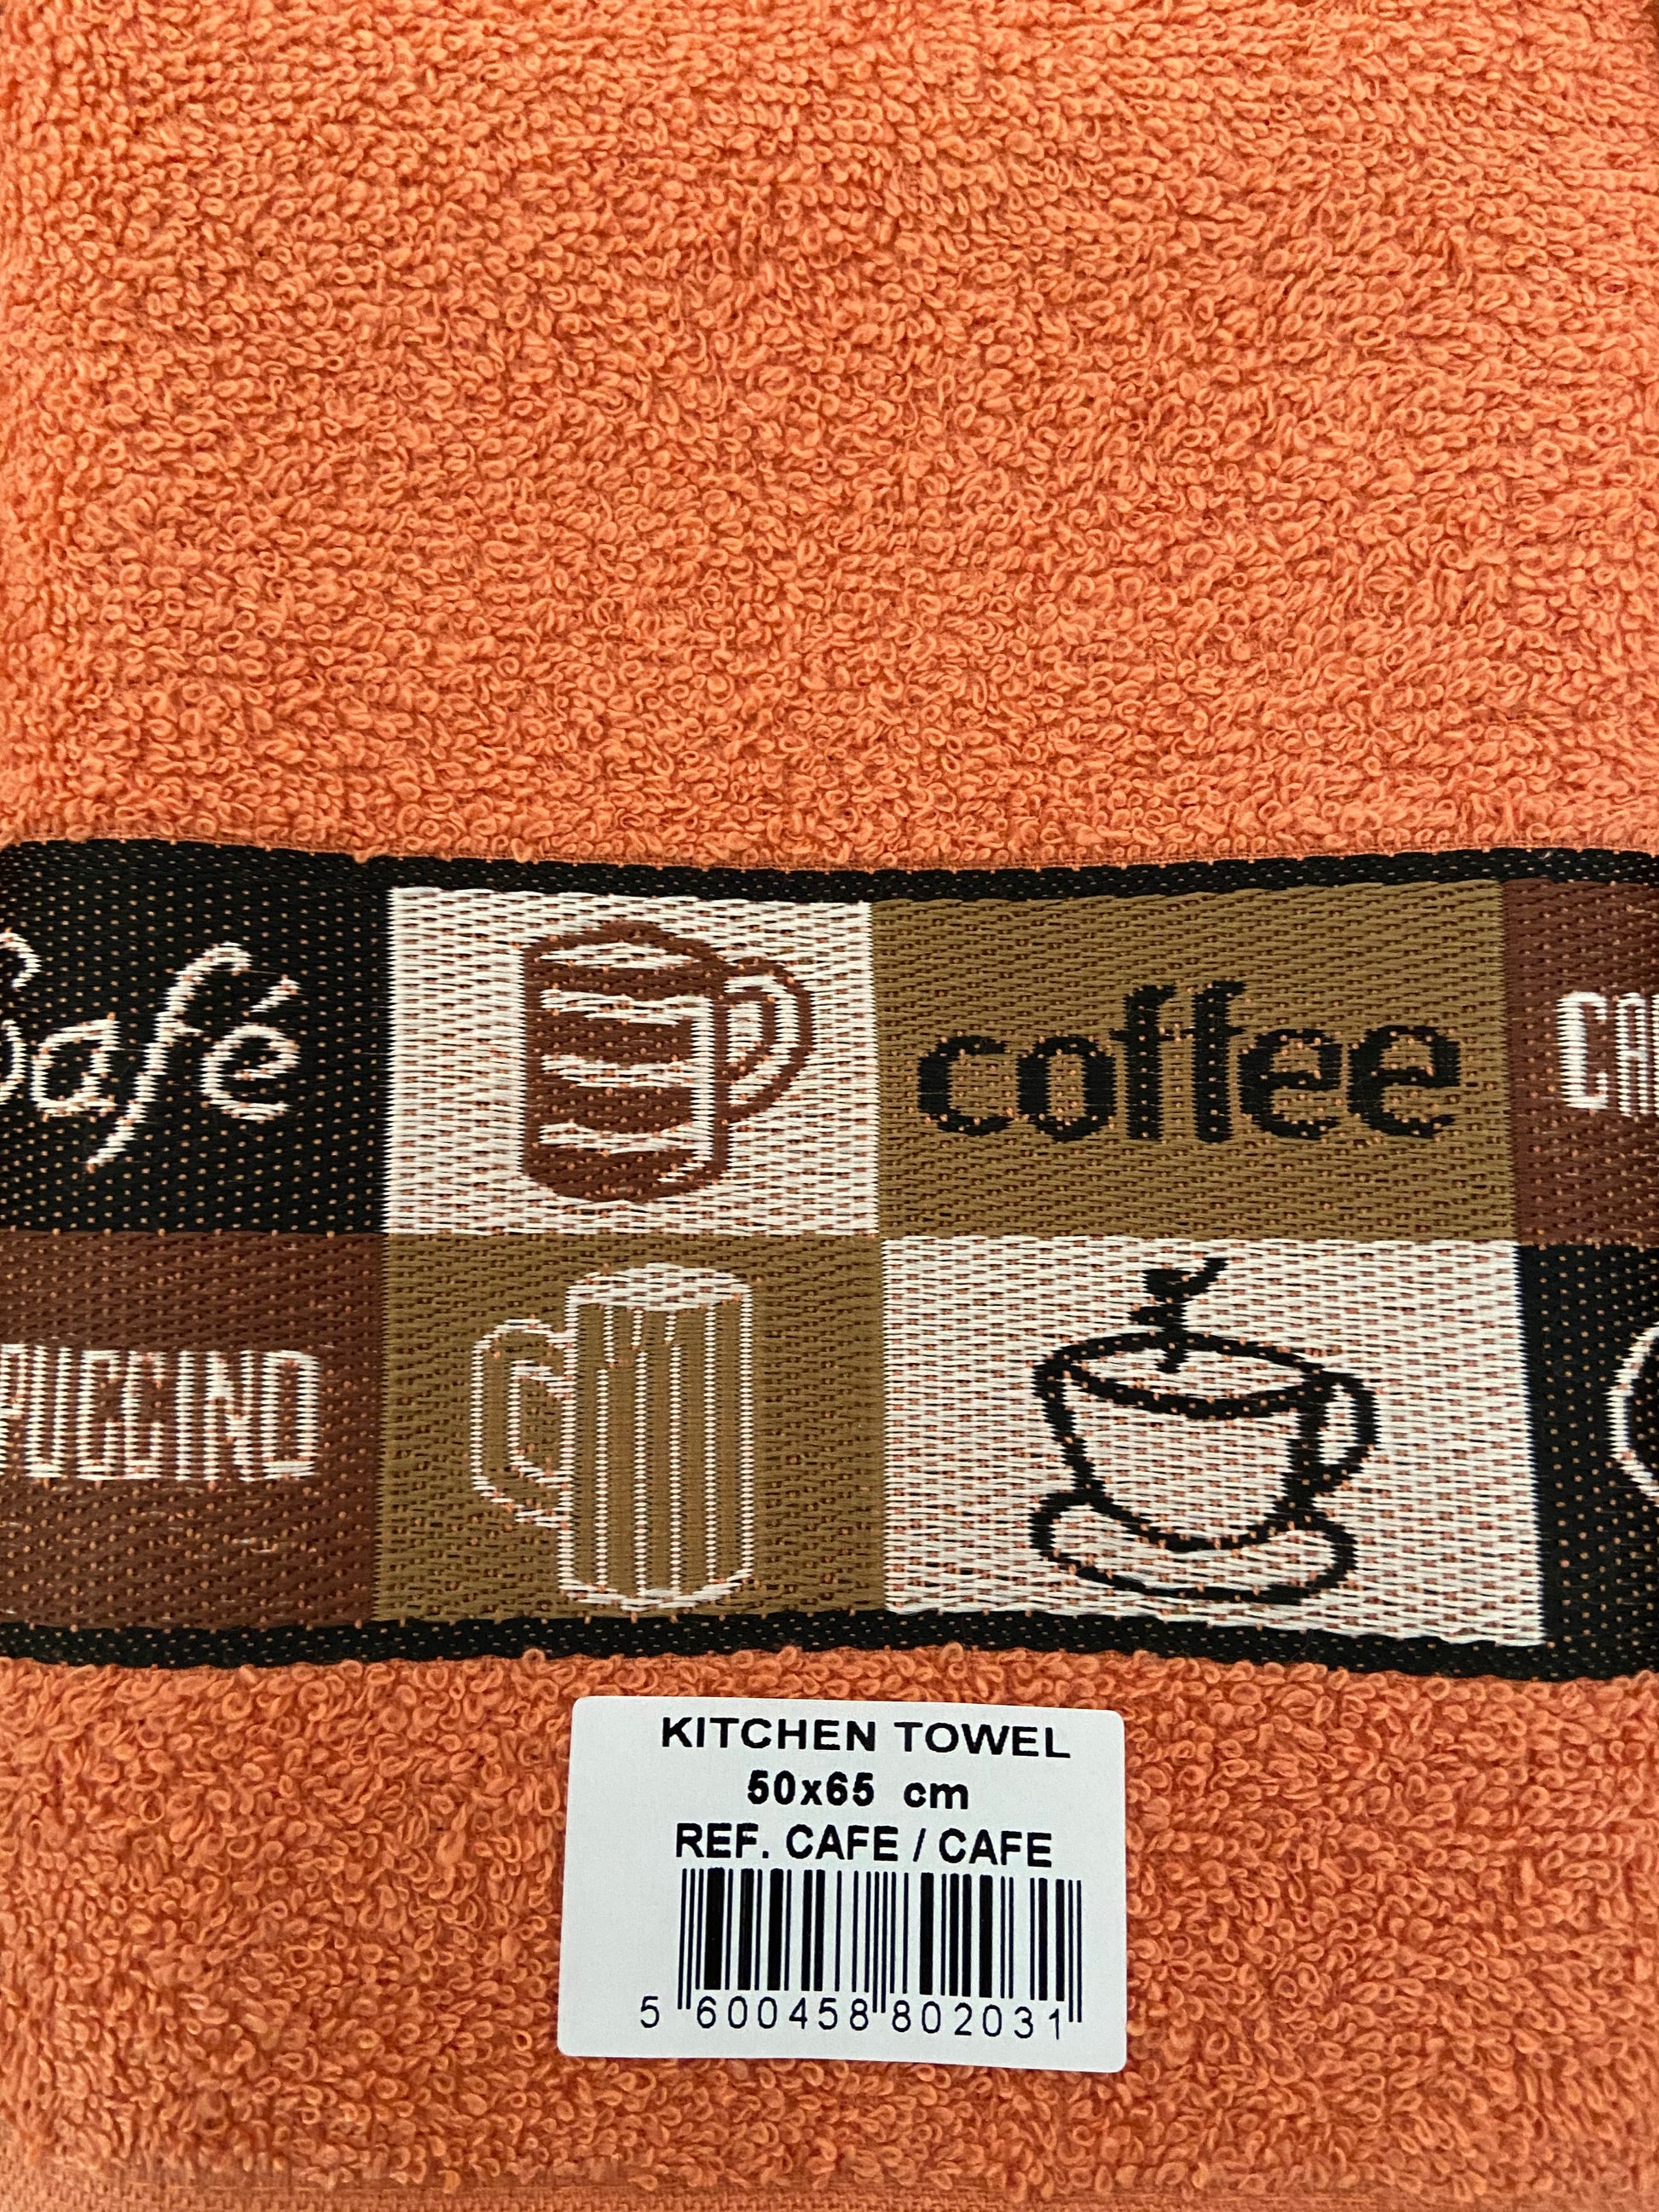 Café
coffee
KITCHEN TOWEL
50x65 cm
REF. CAFE / CAFE
5 600458 802031